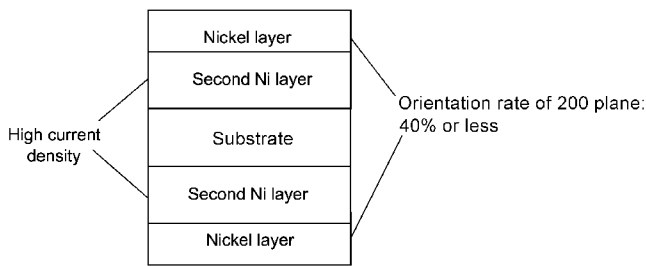 Nickel layer
Second Ni layer
Substrate
Second Ni layer
Nickel layer
High current
density
Orientation rate of 200 plane:
40% or less